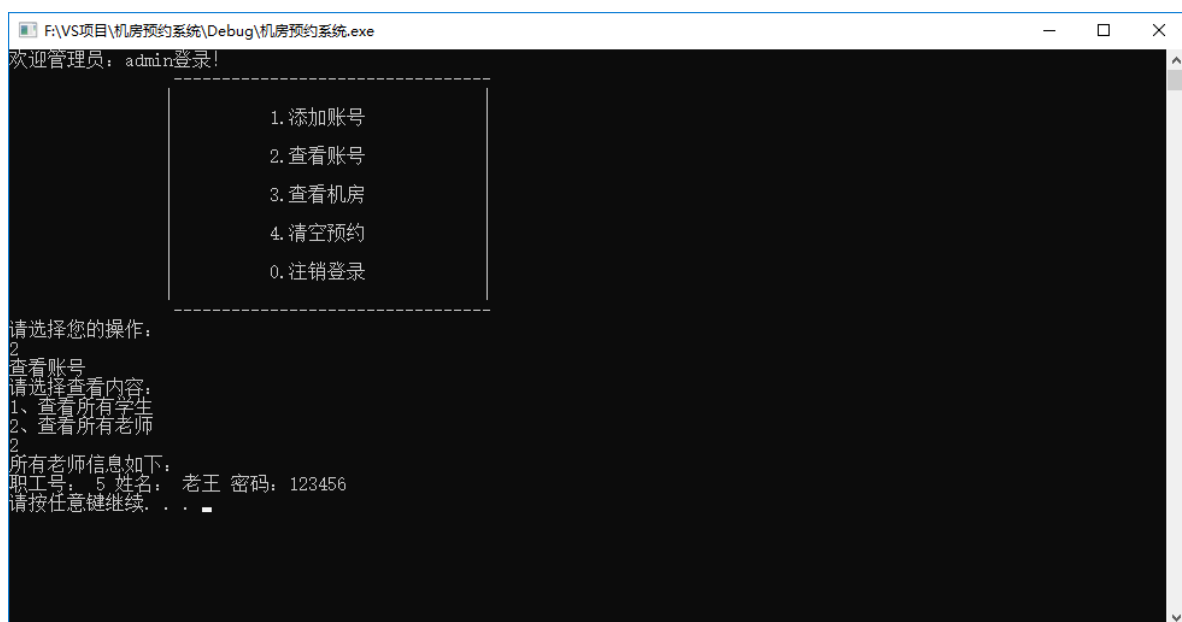 F:\VS项目\机房预约系统\Debug\机房预约系统.exe
欢迎管理员：admin登录！
---------------------------------
1.添加账号
2.查看账号
3.查看机房
4.清空预约
0.注销登录
---------------------------------
请选择您的操作：
2
查看账号
请选择查看内容：
1、查看所有学生
2、查看所有老师
2
所有老师信息如下：
职工号： 5 姓名： 老王 密码：123456
请按任意键继续. . .